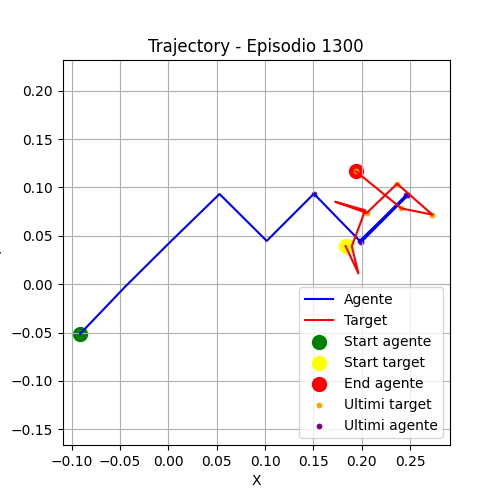 Trajectory - Episodio 1300
0.20
0.15
0.10
0.05
0.00
−0.05
−0.10
−0.15
−0.10 −0.05 0.00 0.05 0.10 0.15 0.20 0.25
X
Agente
Target
Start agente
Start target
End agente
Ultimi target
Ultimi agente